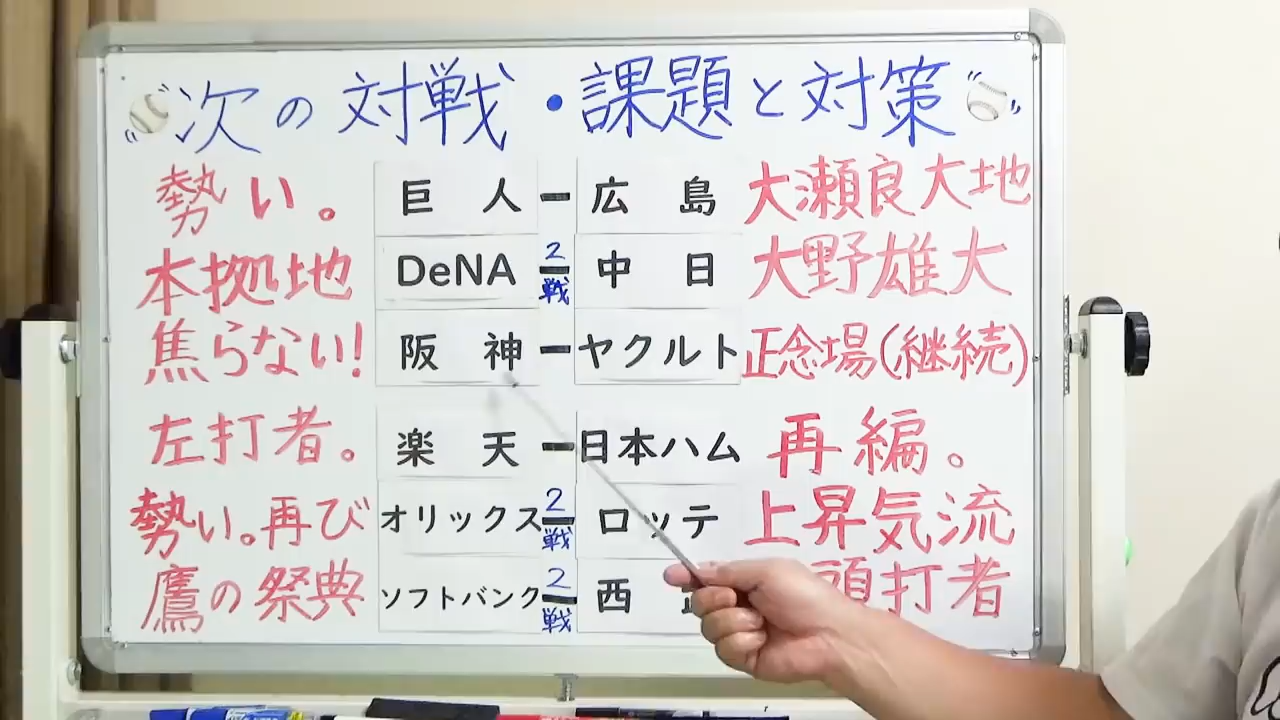 次の対戦・課題と対策
勢い。 巨人ー広島 大瀬良大地
本拠地 DeNA 2戦ー 中日 大野雄大
焦らない! 阪神ーヤクルト 正念場(継続)
左打者。 楽天ー日本ハム 再編。
勢い。再び オリックス 2戦ー ロッテ 上昇気流
鷹の祭典 ソフトバンク 2戦ー 西 頭打者